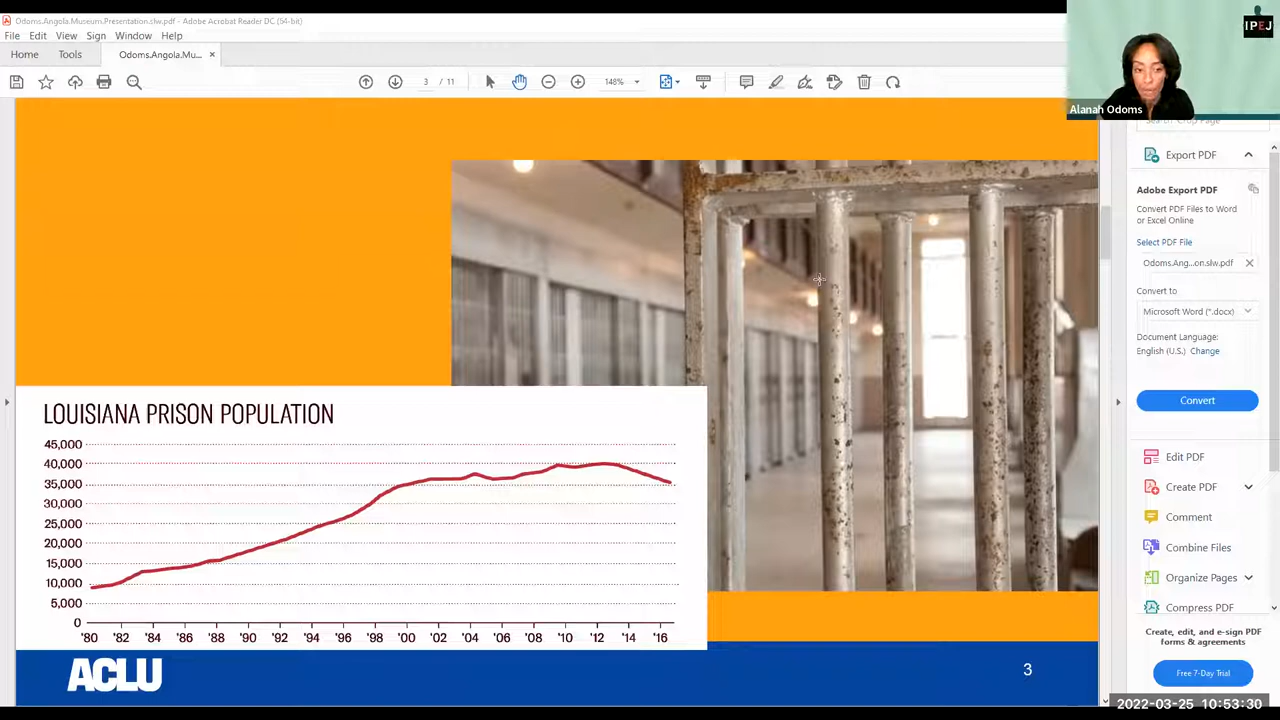 Odoms.Angola.Museum.Presentation.slw.pdf - Adobe Acrobat Reader DC (64-bit)
File Edit View Sign Window Help
Home Tools Odoms.Angola.Mu... ×
3 / 11 148%
IPEJ
Alanah Odoms
Export PDF
Adobe Export PDF
Convert PDF Files to Word
or Excel Online
Select PDF File
Odoms.Ang...on.slw.pdf
Convert to
Microsoft Word (*.docx)
Document Language:
English (U.S.) Change
Convert
Edit PDF
Create PDF
Comment
Combine Files
Organize Pages
Compress PDF
Create, edit, and e-sign PDF
forms & agreements
Free 7-Day Trial
LOUISIANA PRISON POPULATION
45,000
40,000
35,000
30,000
25,000
20,000
15,000
10,000
5,000
0
'80 '82 '84 '86 '88 '90 '92 '94 '96 '98 '00 '02 '04 '06 '08 '10 '12 '14 '16
ACLU
3
2022-03-25 10:53:30